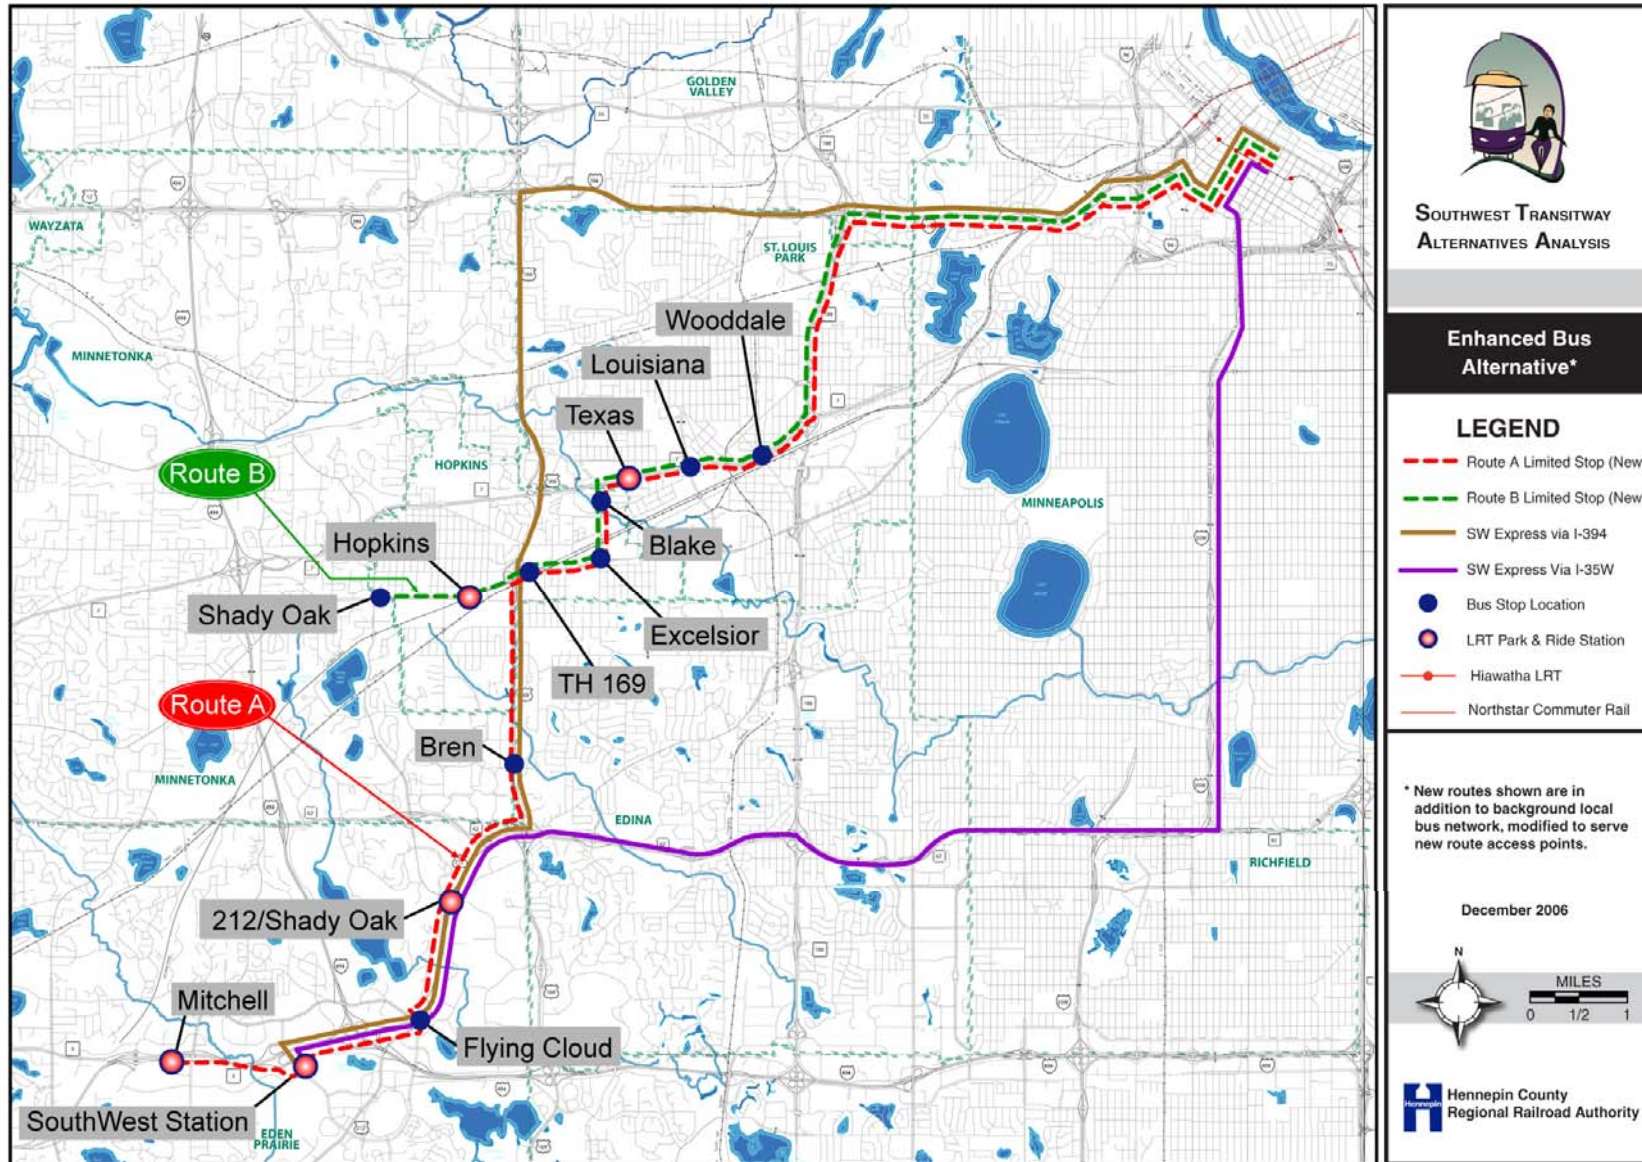 GOLDEN
VALLEY
WAYZATA
ST. LOUIS
PARK
Wooddale
MINNETONKA
Louisiana
Texas
Route B
HOPKINS
MINNEAPOLIS
Hopkins
Blake
Shady Oak
Excelsior
TH 169
Route A
Bren
MINNETONKA
EDINA
RICHFIELD
212/Shady Oak
Mitchell
Flying Cloud
SouthWest Station
EDEN
PRAIRIE
SOUTHWEST TRANSITWAY
ALTERNATIVES ANALYSIS
Enhanced Bus
Alternative*
LEGEND
Route A Limited Stop (New
Route B Limited Stop (New
SW Express via I-394
SW Express Via I-35W
Bus Stop Location
LRT Park & Ride Station
Hiawatha LRT
Northstar Commuter Rail
* New routes shown are in
addition to background local
bus network, modified to serve
new route access points.
December 2006
N
MILES
0 1/2 1
Hennepin
Hennepin County
Regional Railroad Authority